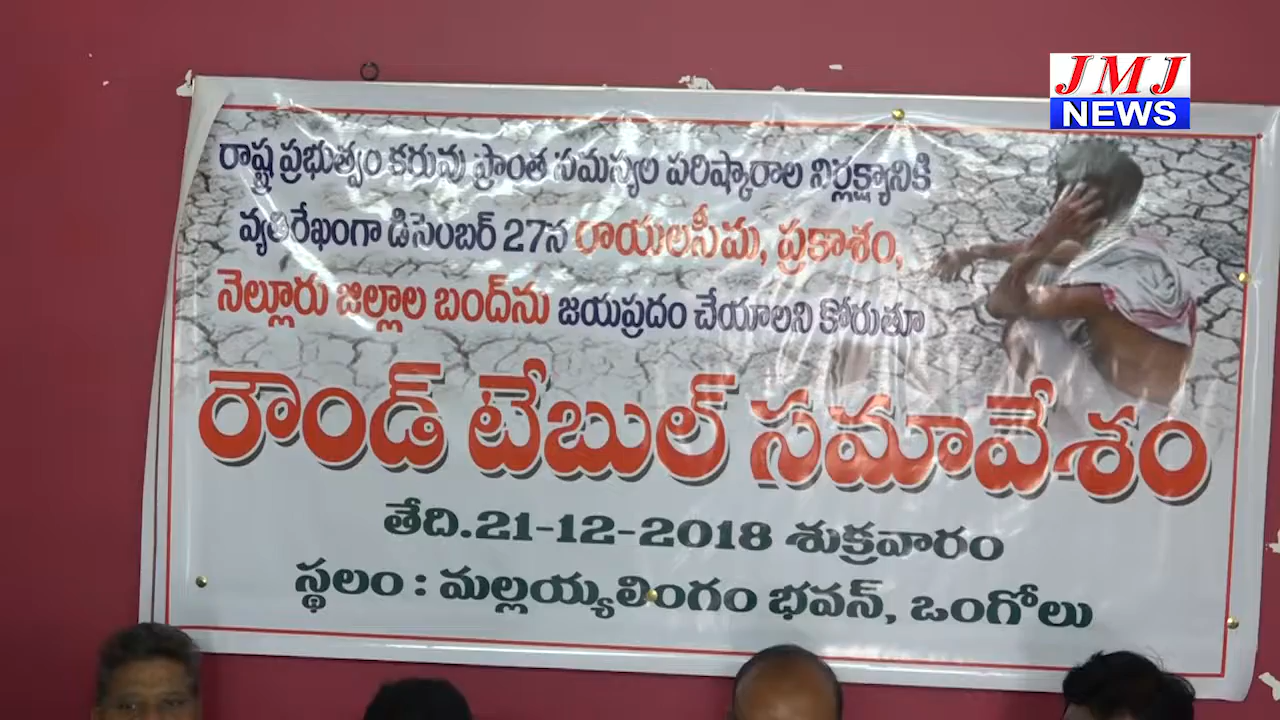 JMJ
NEWS
రాష్ట్ర ప్రభుత్వం కరువు ప్రాంత సమస్యల పరిష్కారాల నిర్లక్ష్యానికి
వ్యతిరేఖంగా డిసెంబర్ 27న రాయలసీమ, ప్రకాశం,
నెల్లూరు జిల్లాల బంద్‌ను జయప్రదం చేయాలని కోరుతూ
రౌండ్ టేబుల్ సమావేశం
తేది.21-12-2018 శుక్రవారం
స్థలం : మల్లయ్యలింగం భవన్, ఒంగోలు